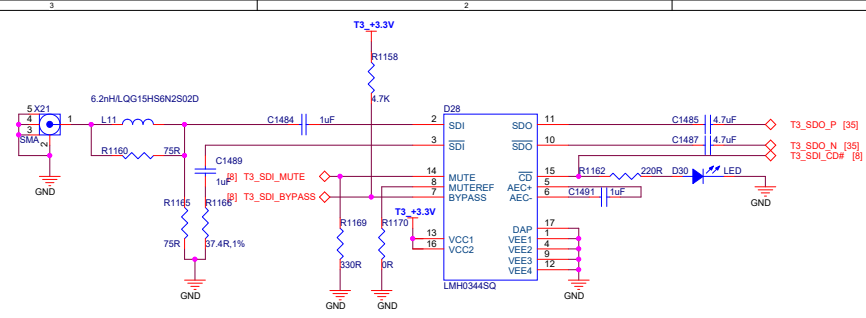 3
2
T3_+3.3V
R1158
4.7K
6.2nH/LQG15HS6N2S02D
5 X21
4
3
SMA
2
1
L11
R1160 75R
GND
C1484 1uF
C1489
1uF
[8] T3_SDI_MUTE
[8] T3_SDI_BYPASS
R1165
75R
R1166
37.4R,1%
GND
R1169
330R
GND
R1170
0R
GND
T3_+3.3V
D28
2 SDI
3 SDI
14 MUTE
8 MUTEREF
7 BYPASS
13 VCC1
16 VCC2
SDO 11
SDO 10
CD 15
AEC+ 5
AEC- 6
DAP 17
VEE1 1
VEE2 4
VEE3 9
VEE4 12
LMH0344SQ
GND
C1485 4.7uF
C1487 4.7uF
T3_SDO_P [35]
T3_SDO_N [35]
T3_SDI_CD# [8]
R1162 220R
D30 LED
C1491 1uF
GND